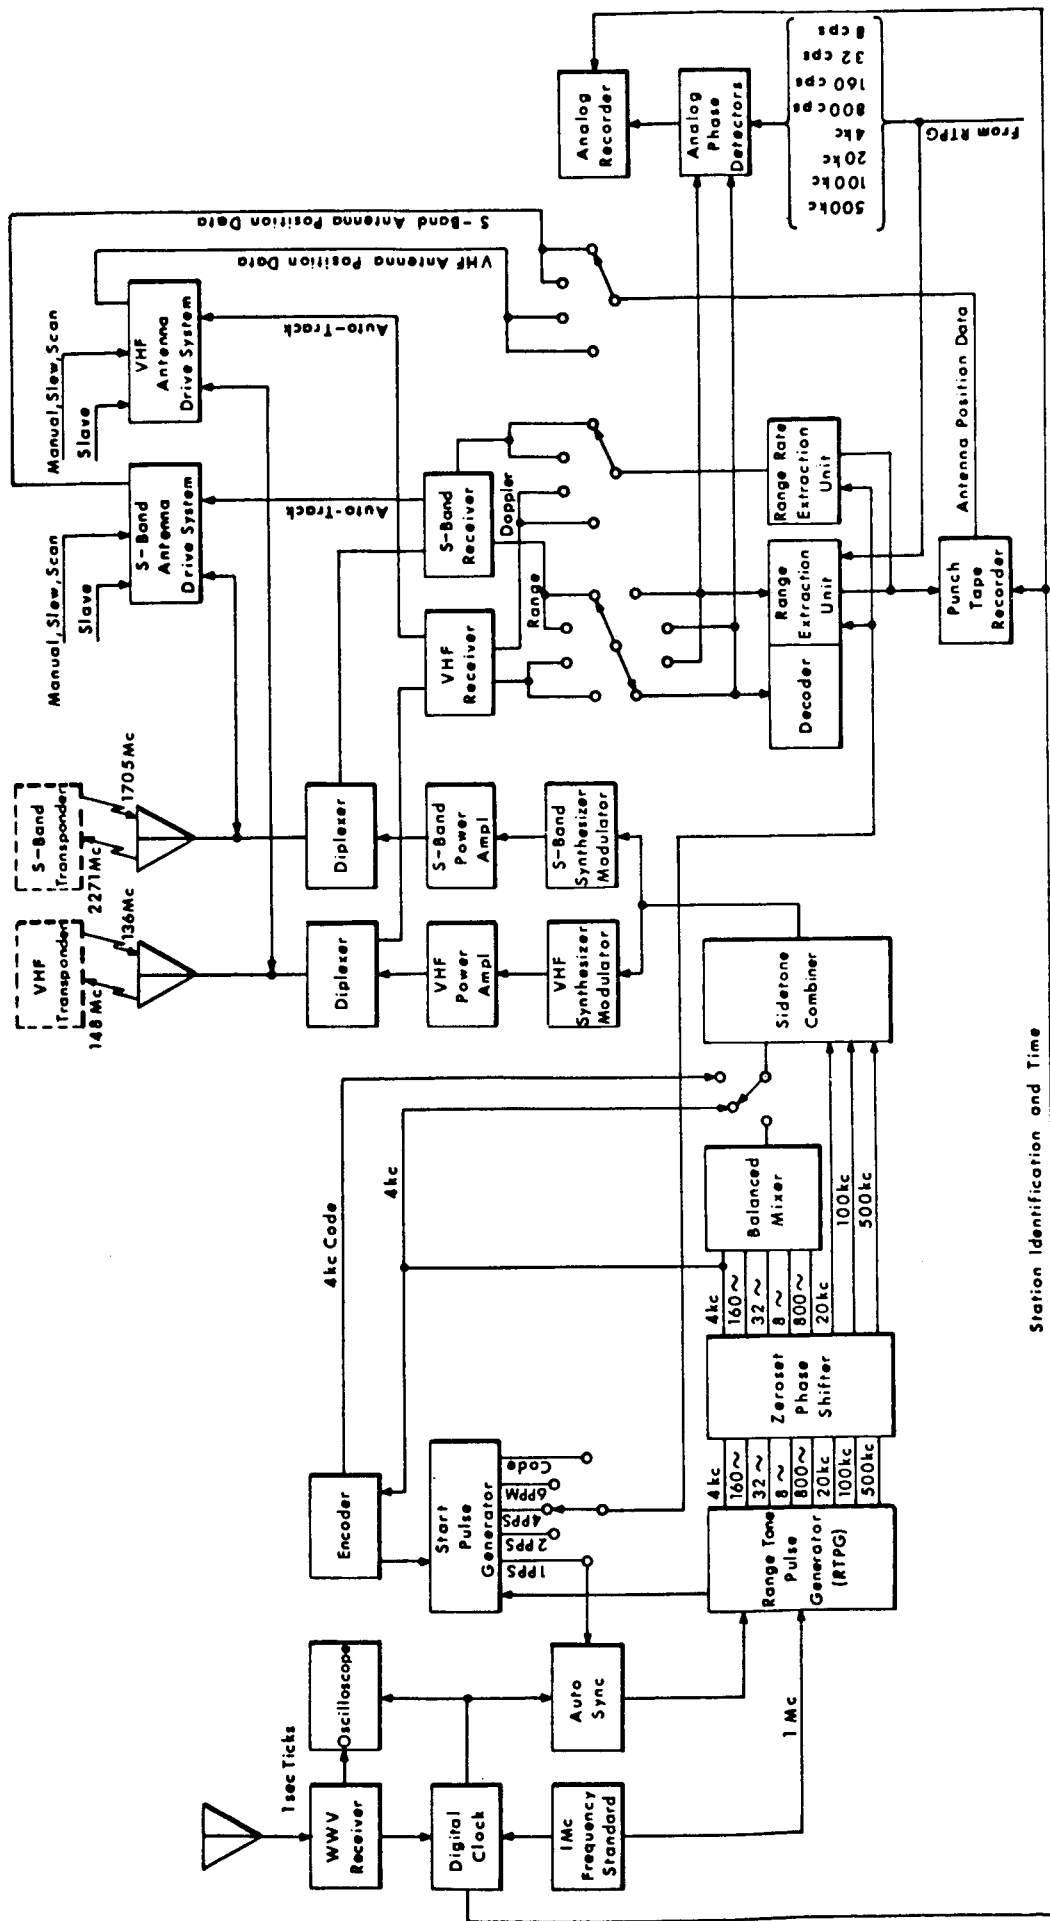 1sec Ticks
WWV
Receiver
Oscilloscope
Digital
Clock
1Mc
Frequency
Standard
Auto
Sync
1 Mc
Encoder
Start
Pulse
Generator
1PPS
2PPS
4PPS
6PPM
Code
Range Tone
Pulse
Generator
(RTPG)
4kc
160~
32~
8~
800~
20kc
100kc
500kc
Zeroset
Phase
Shifter
4kc
160~
32~
8~
800~
20kc
100kc
500kc
Balanced
Mixer
4kc Code
4kc
Sidetone
Combiner
Station Identification and Time
VHF
Transponder
148Mc
136Mc
S-Band
Transponder
2271Mc
1705Mc
Diplexer
Diplexer
VHF
Power
Ampl
S-Band
Power
Ampl
VHF
Synthesizer
Modulator
S-Band
Synthesizer
Modulator
Manual,Slew,Scan
Slave
S-Band
Antenna
Drive System
Manual,Slew,Scan
Slave
VHF
Antenna
Drive System
Auto-Track
Auto-Track
VHF Antenna Position Data
S-Band Antenna Position Data
VHF
Receiver
S-Band
Receiver
Range
Doppler
Decoder
Range
Extraction
Unit
Range Rate
Extraction
Unit
Antenna Position Data
Punch
Tape
Recorder
Analog
Recorder
Analog
Phase
Detectors
500kc
100kc
20kc
4kc
800cps
160 cps
32 cps
8 cps
From RTPG